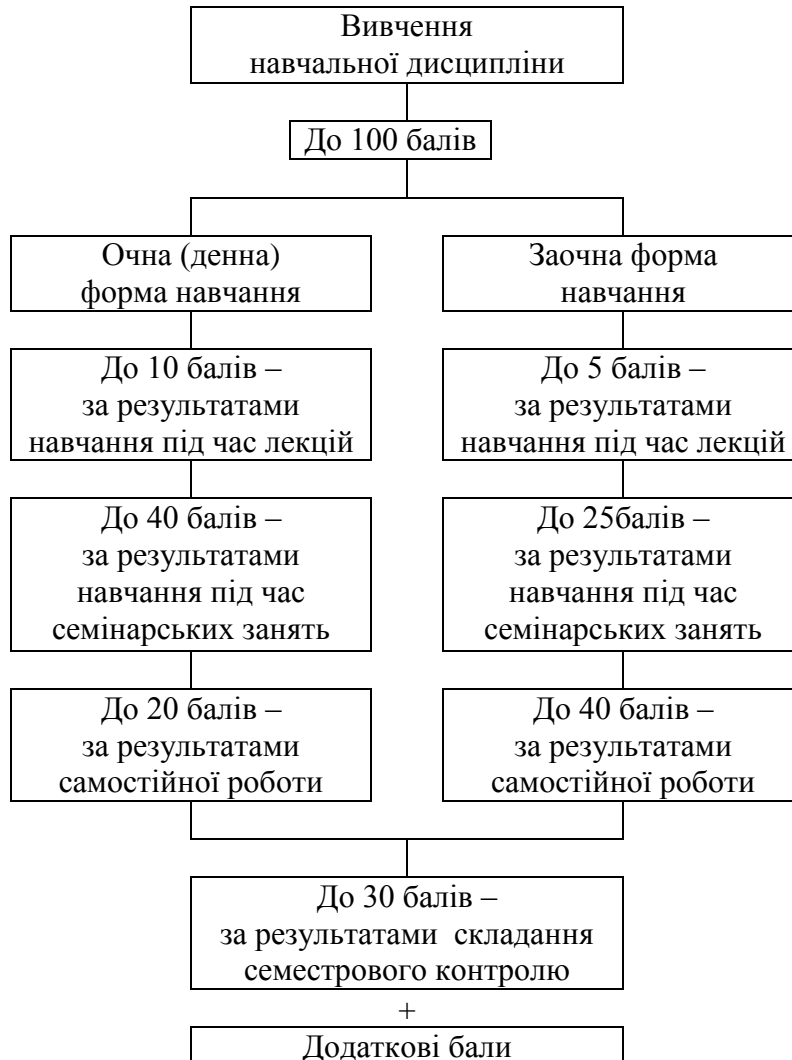 Вивчення
навчальної дисципліни
До 100 балів
Очна (денна)
форма навчання
Заочна форма
навчання
До 10 балів –
за результатами
навчання під час лекцій
До 5 балів –
за результатами
навчання під час лекцій
До 40 балів –
за результатами
навчання під час
семінарських занять
До 25балів –
за результатами
навчання під час
семінарських занять
До 20 балів –
за результатами
самостійної роботи
До 40 балів –
за результатами
самостійної роботи
До 30 балів –
за результатами складання
семестрового контролю
+
Додаткові бали